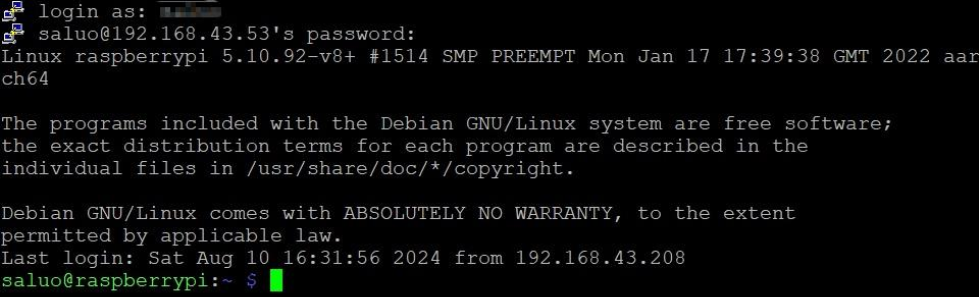 login as:
saluo@192.168.43.53's password:
Linux raspberrypi 5.10.92-v8+ #1514 SMP PREEMPT Mon Jan 17 17:39:38 GMT 2022 aar
ch64
The programs included with the Debian GNU/Linux system are free software;
the exact distribution terms for each program are described in the
individual files in /usr/share/doc/*/copyright.
Debian GNU/Linux comes with ABSOLUTELY NO WARRANTY, to the extent
permitted by applicable law.
Last login: Sat Aug 10 16:31:56 2024 from 192.168.43.208
saluo@raspberrypi:~ $